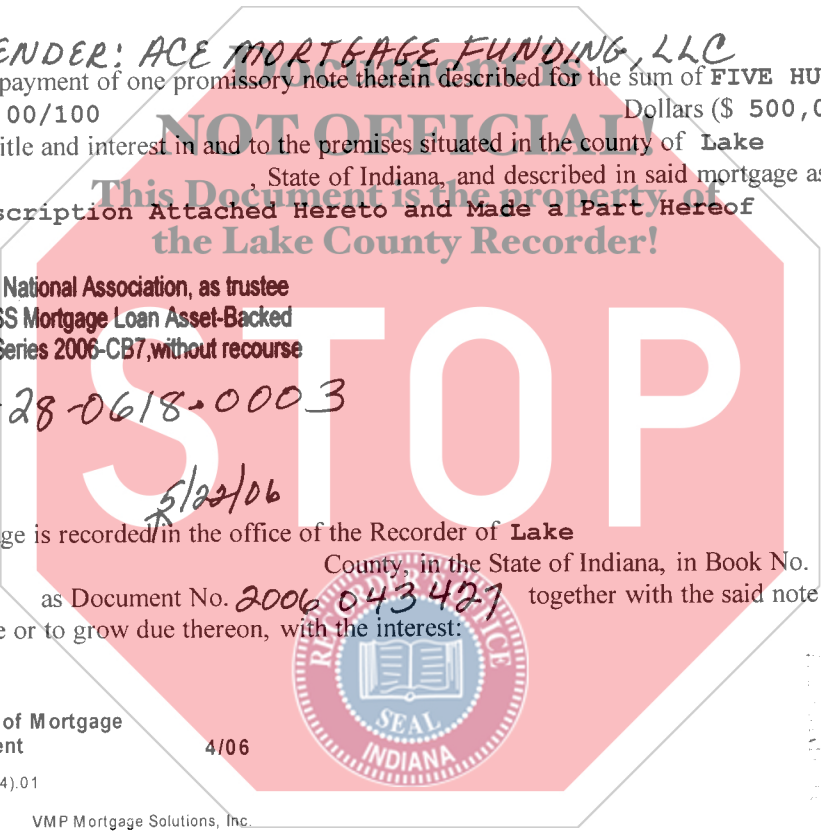 ENDER: ACE MORTGAGE FUNDING, LLC
Document is
payment of one promissory note therein described for the sum of FIVE HU
00/100 Dollars ($ 500,0
NOT OFFICIAL!
itle and interest in and to the premises situated in the county of Lake
, State of Indiana, and described in said mortgage as
This Document is the property of
scription Attached Hereto and Made a Part Hereof
the Lake County Recorder!
National Association, as trustee
SS Mortgage Loan Asset-Backed
Series 2006-CB7,without recourse
STOP
28-0618-0003
5/22/06
ge is recorded in the office of the Recorder of Lake
County, in the State of Indiana, in Book No.
as Document No. 2006 043427 together with the said note
e or to grow due thereon, with the interest:
RECORDER'S OFFICE
SEAL
INDIANA
of Mortgage
ent 4/06
4).01
VMP Mortgage Solutions, Inc.